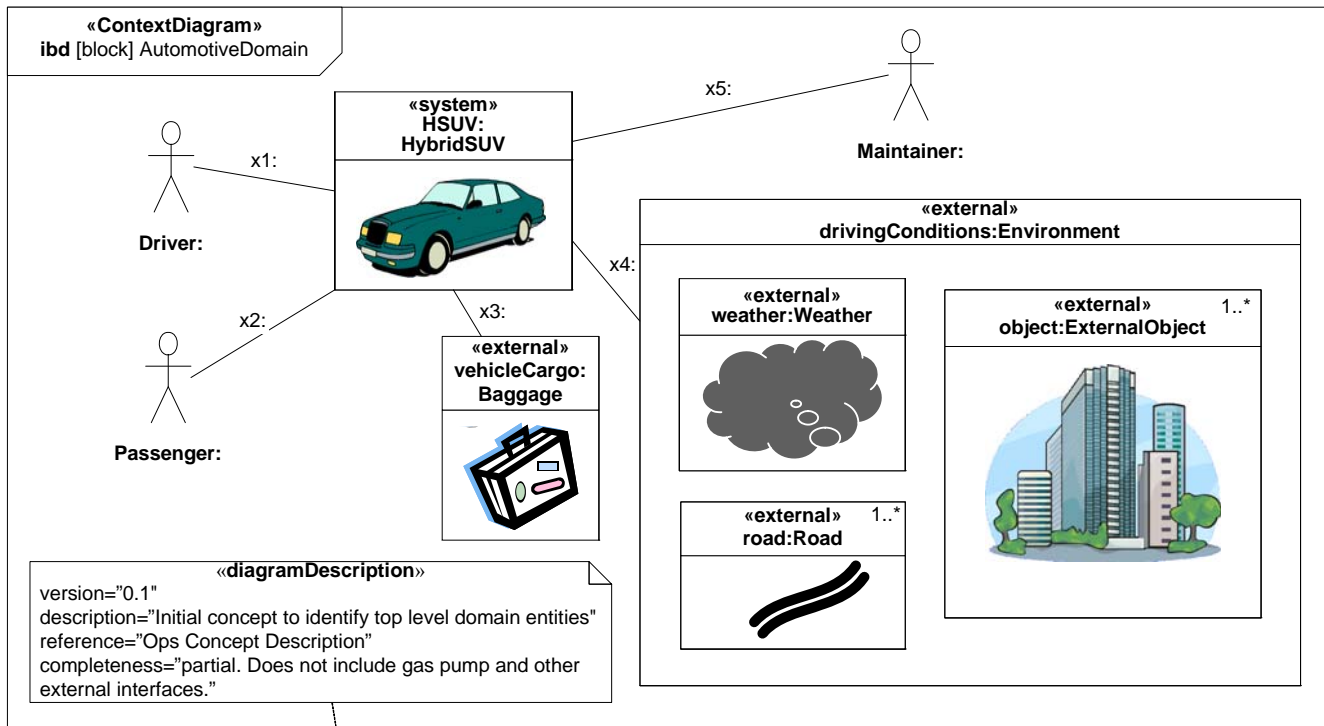 «ContextDiagram»
ibd [block] AutomotiveDomain
x5:
«system»
HSUV:
HybridSUV
Maintainer:
x1:
Driver:
«external»
drivingConditions:Environment
x4:
«external»
weather:Weather
«external»
1..*
object:ExternalObject
x2:
x3:
«external»
vehicleCargo:
Baggage
Passenger:
«external»
1..*
road:Road
«diagramDescription»
version=”0.1"
description=”Initial concept to identify top level domain entities"
reference=”Ops Concept Description”
completeness=”partial. Does not include gas pump and other
external interfaces.”